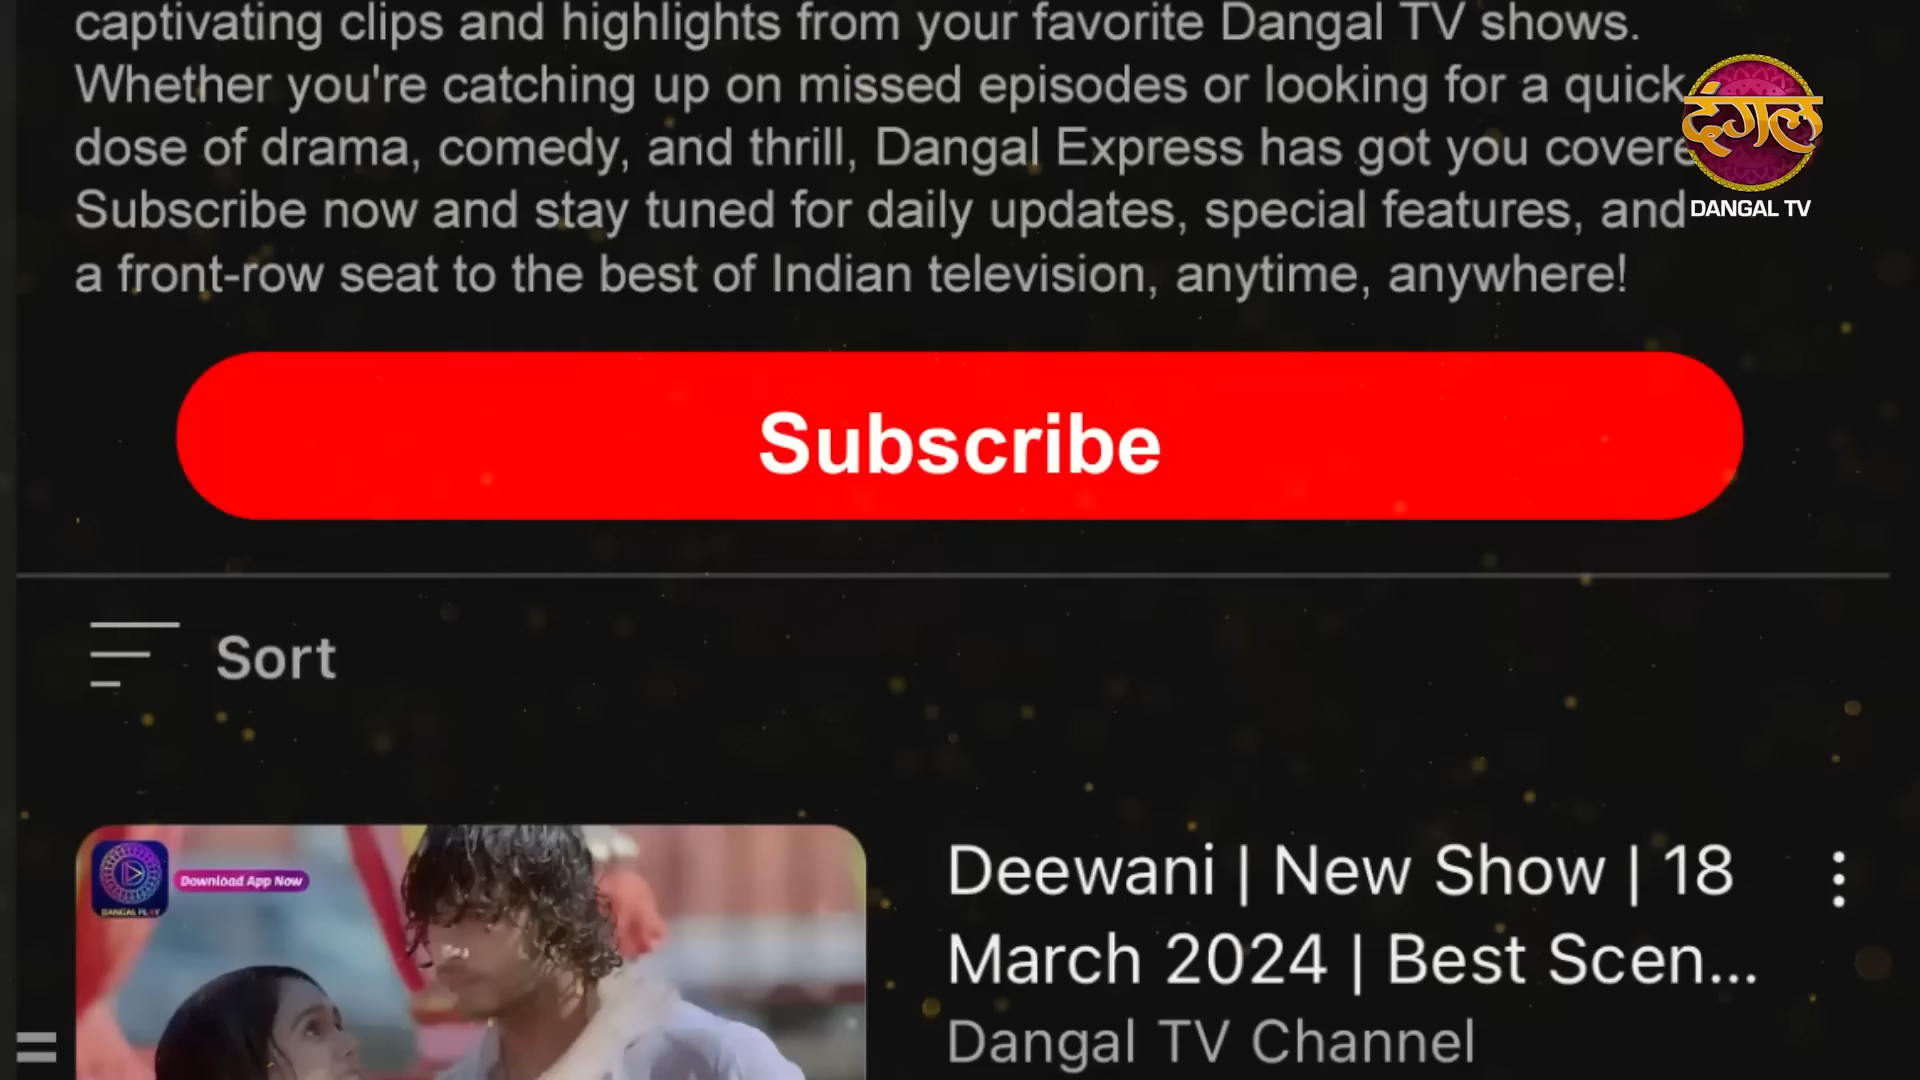 captivating clips and highlights from your favorite Dangal TV shows.
Whether you're catching up on missed episodes or looking for a quick
dose of drama, comedy, and thrill, Dangal Express has got you covere
Subscribe now and stay tuned for daily updates, special features, and
a front-row seat to the best of Indian television, anytime, anywhere!
दंगल
DANGAL TV
Subscribe
Sort
Download App Now
DANGAL PLAY
Deewani | New Show | 18
March 2024 | Best Scen...
Dangal TV Channel